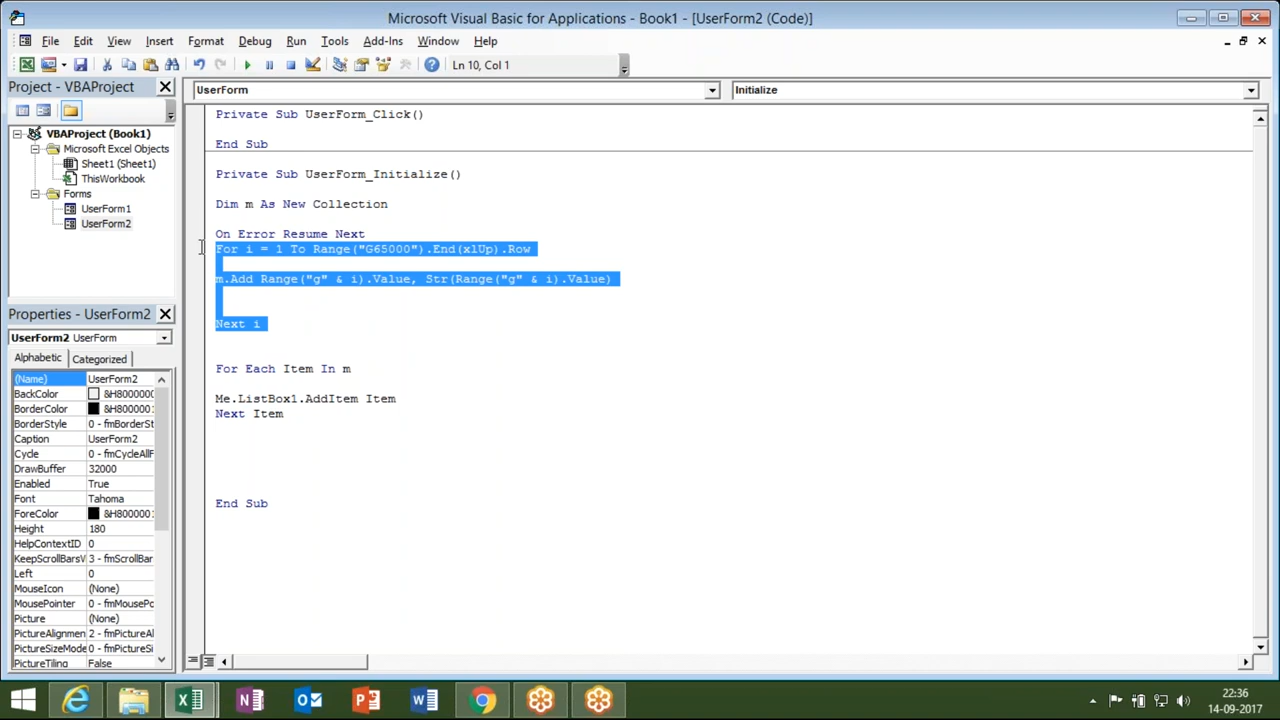 Microsoft Visual Basic for Applications - Book1 - [UserForm2 (Code)]
File Edit View Insert Format Debug Run Tools Add-Ins Window Help
Ln 10, Col 1
Project - VBAProject
VBAProject (Book1)
Microsoft Excel Objects
Sheet1 (Sheet1)
ThisWorkbook
Forms
UserForm1
UserForm2
Properties - UserForm2
UserForm2 UserForm
Alphabetic Categorized
(Name) UserForm2
BackColor &H8000000
BorderColor &H800000
BorderStyle 0 - fmBorderSt
Caption UserForm2
Cycle 0 - fmCycleAllF
DrawBuffer 32000
Enabled True
Font Tahoma
ForeColor &H800000
Height 180
HelpContextID 0
KeepScrollBarsV 3 - fmScrollBar
Left 0
MouseIcon (None)
MousePointer 0 - fmMousePo
Picture (None)
PictureAlignmen 2 - fmPictureAl
PictureSizeMode 0 - fmPictureSi
PictureTiling False
UserForm Initialize
Private Sub UserForm_Click()
End Sub
Private Sub UserForm_Initialize()
Dim m As New Collection
On Error Resume Next
For i = 1 To Range("G65000").End(xlUp).Row
m.Add Range("g" & i).Value, Str(Range("g" & i).Value)
Next i
For Each Item In m
Me.ListBox1.AddItem Item
Next Item
End Sub
22:36
14-09-2017